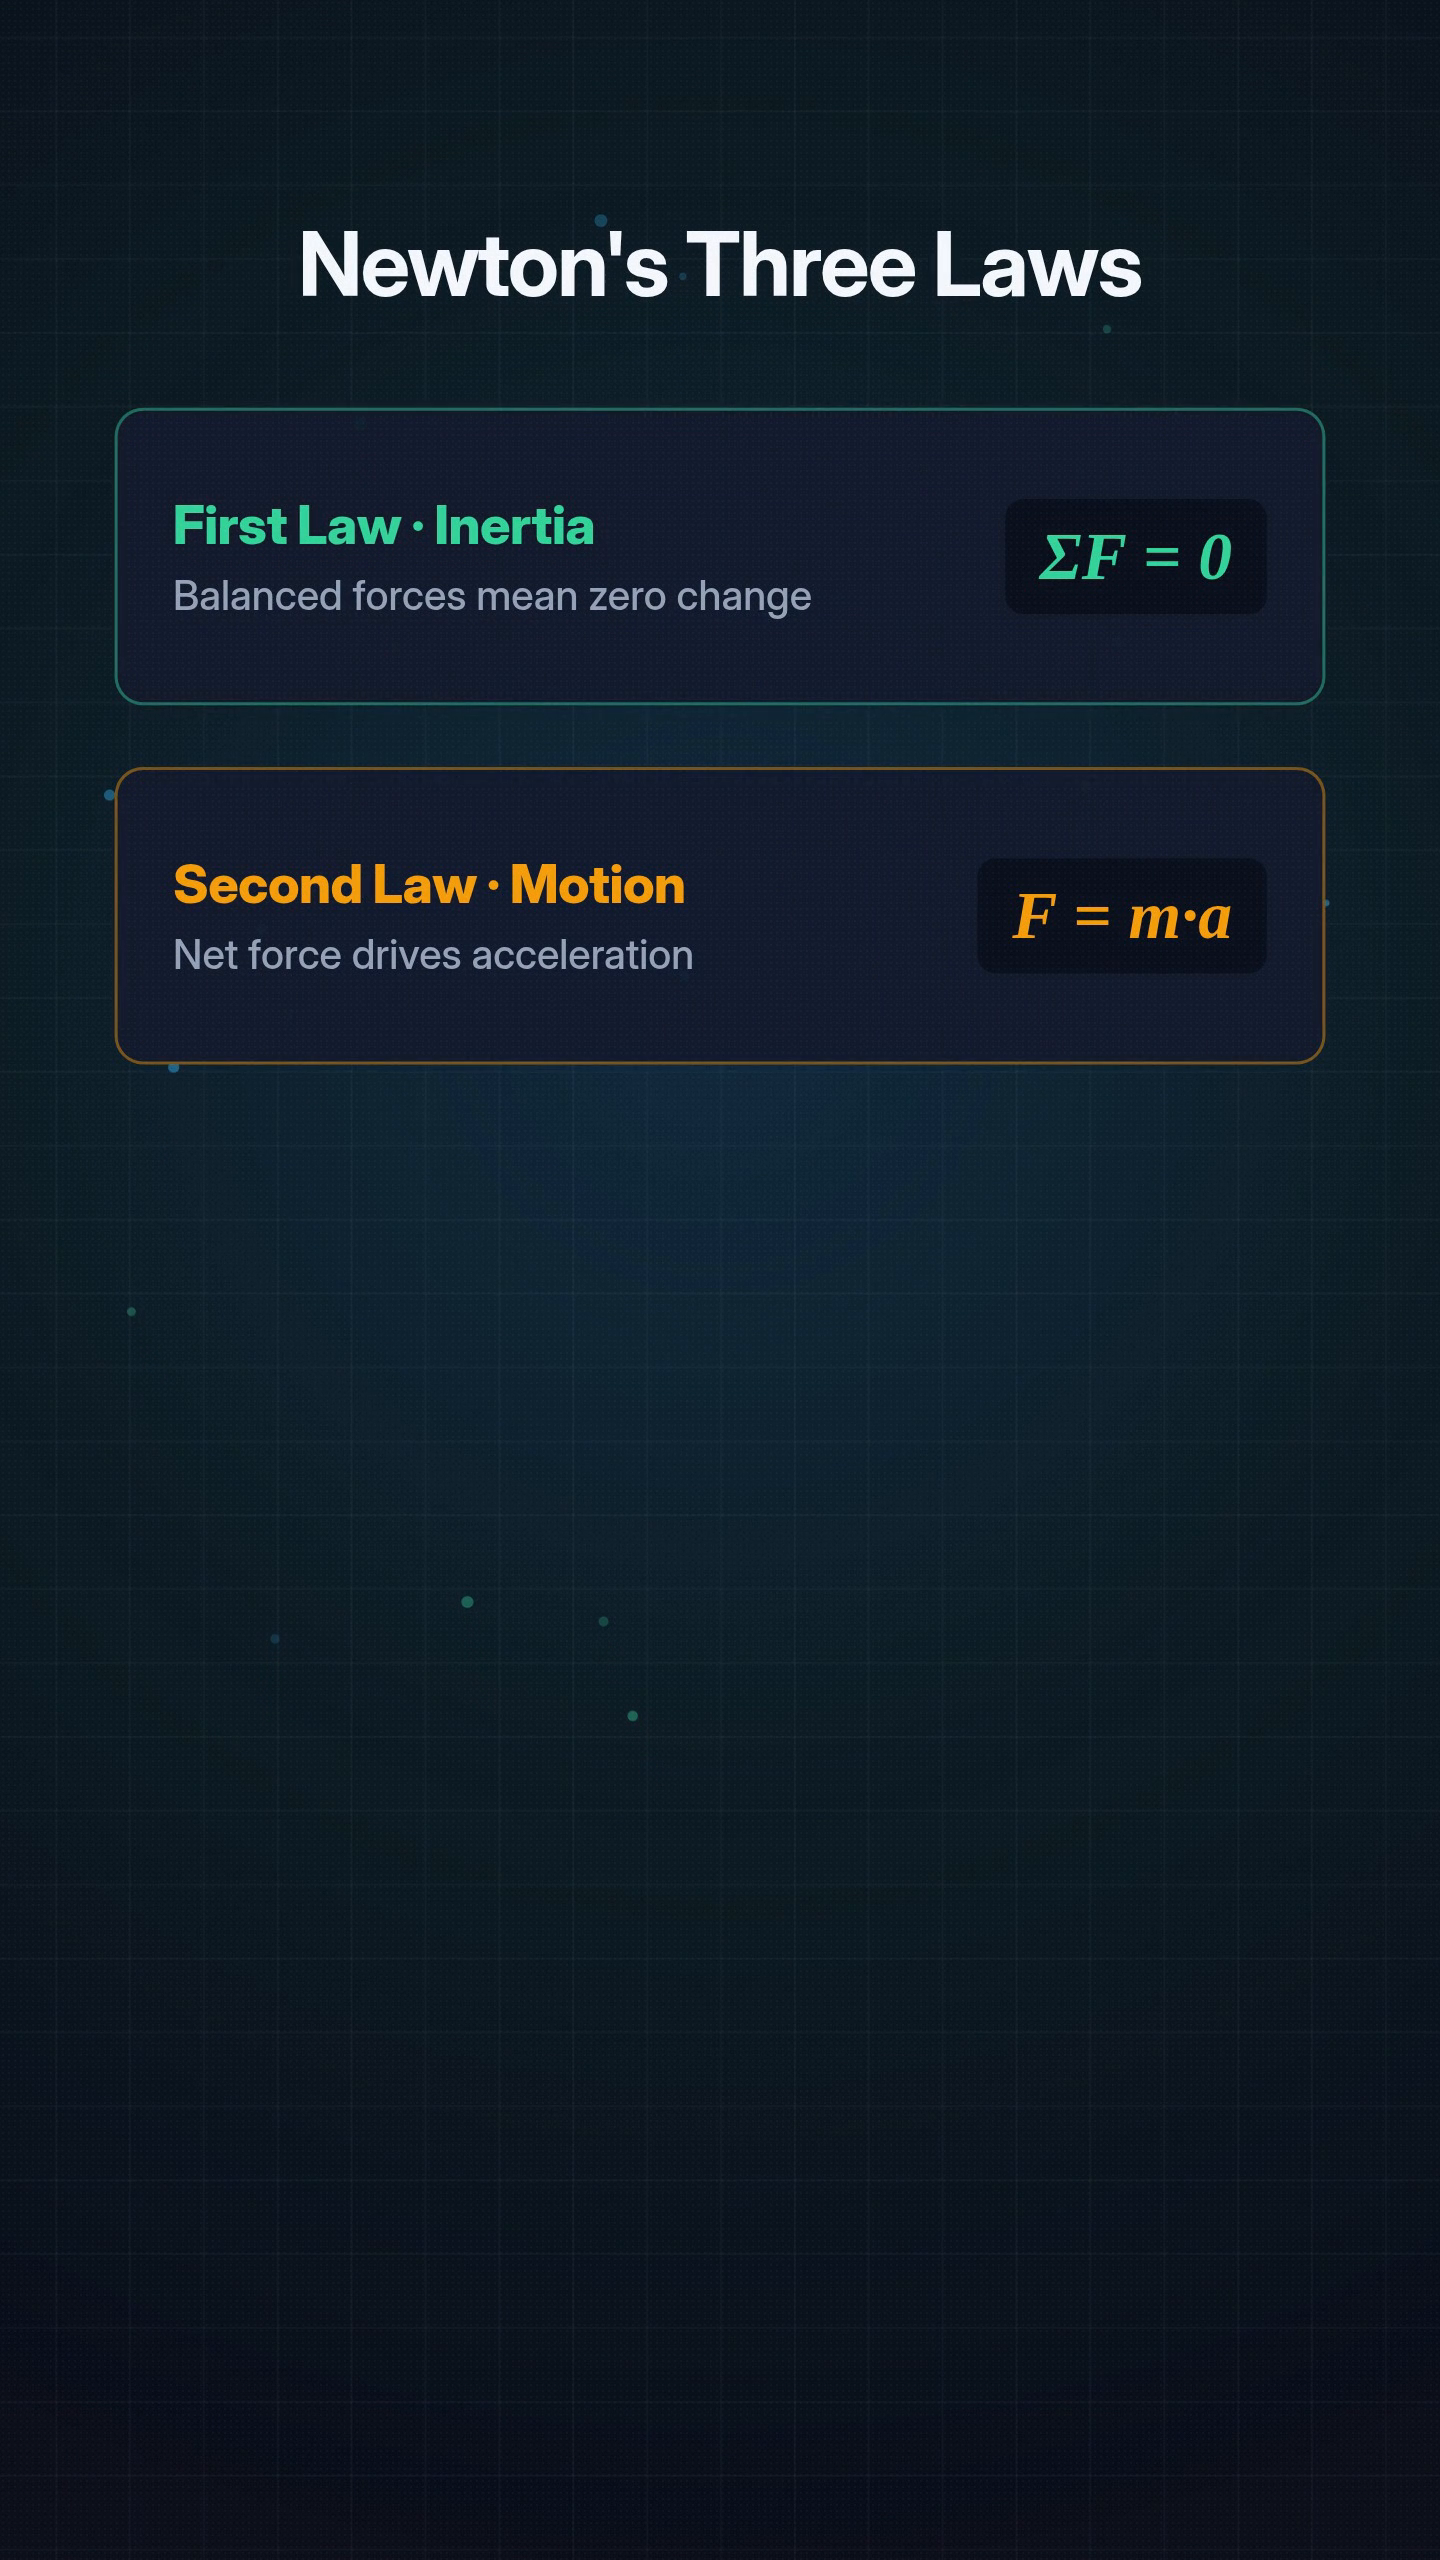 Newton's Three Laws
First Law · Inertia
Balanced forces mean zero change
ΣF = 0
Second Law · Motion
Net force drives acceleration
F = m·a